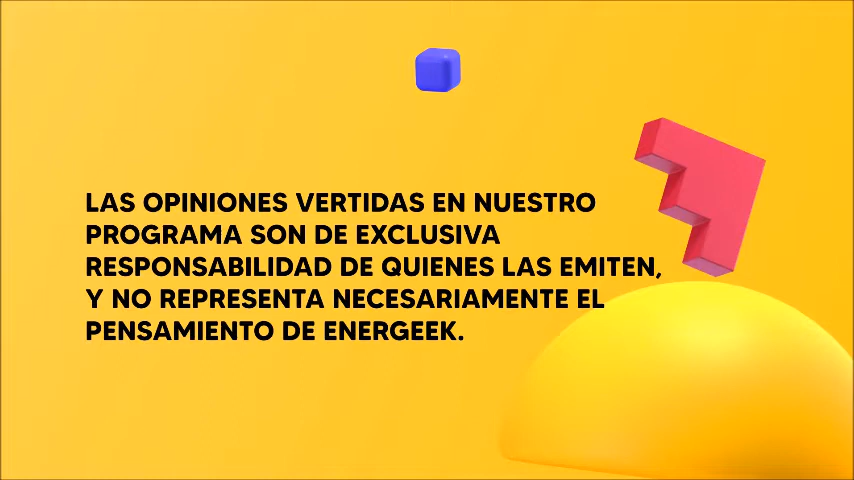 LAS OPINIONES VERTIDAS EN NUESTRO
PROGRAMA SON DE EXCLUSIVA
RESPONSABILIDAD DE QUIENES LAS EMITEN,
Y NO REPRESENTA NECESARIAMENTE EL
PENSAMIENTO DE ENERGEEK.